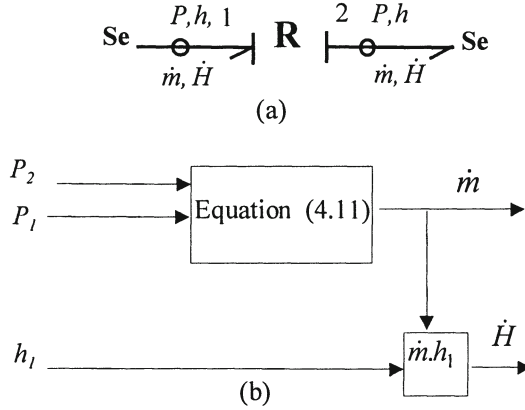 P,h, 1 2 P,h
Se R Se
ṁ, Ḣ ṁ, Ḣ
(a)
P₂
P₁
Equation (4.11)
ṁ
h₁
ṁ.h₁
Ḣ
(b)